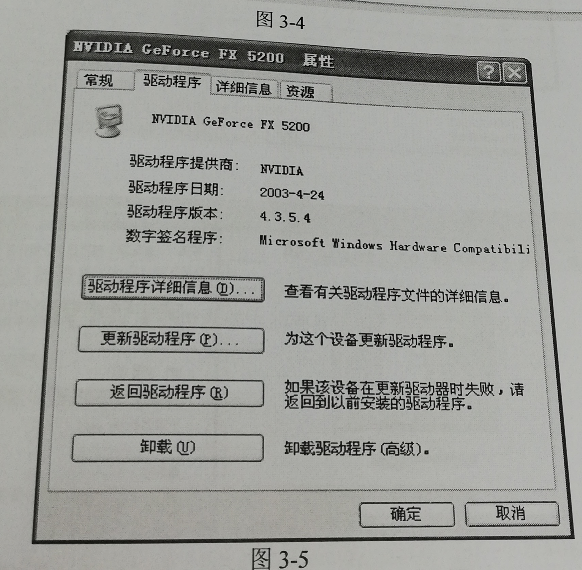 图 3-4
NVIDIA GeForce FX 5200 属性
常规 驱动程序 详细信息 资源
NVIDIA GeForce FX 5200
驱动程序提供商: NVIDIA
驱动程序日期: 2003-4-24
驱动程序版本: 4.3.5.4
数字签名程序: Microsoft Windows Hardware Compatibili
驱动程序详细信息(D)... 查看有关驱动程序文件的详细信息。
更新驱动程序(P)... 为这个设备更新驱动程序。
返回驱动程序(R) 如果该设备在更新驱动器时失败，请
返回到以前安装的驱动程序。
卸载(U) 卸载驱动程序(高级)。
确定 取消
图 3-5